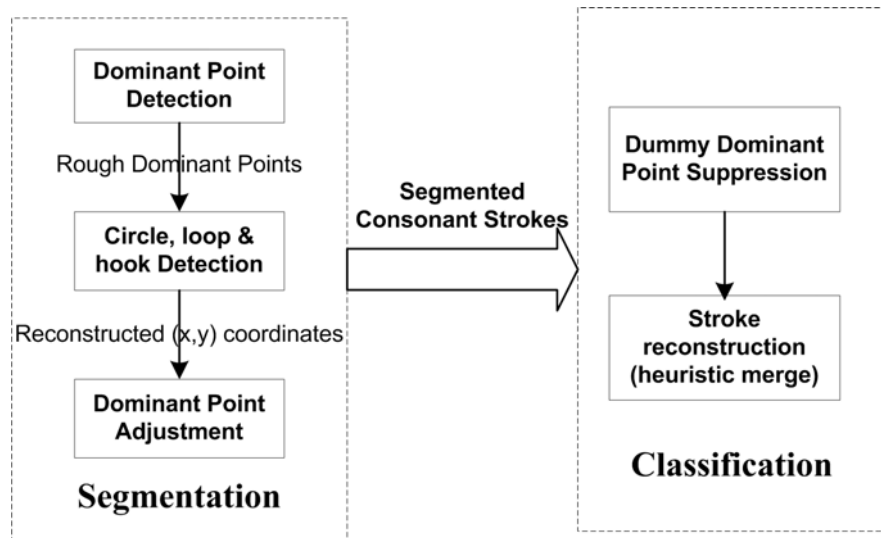 Dominant Point
Detection
Rough Dominant Points
Circle, loop &
hook Detection
Reconstructed (x,y) coordinates
Dominant Point
Adjustment
Segmentation
Segmented
Consonant Strokes
Dummy Dominant
Point Suppression
Stroke
reconstruction
(heuristic merge)
Classification